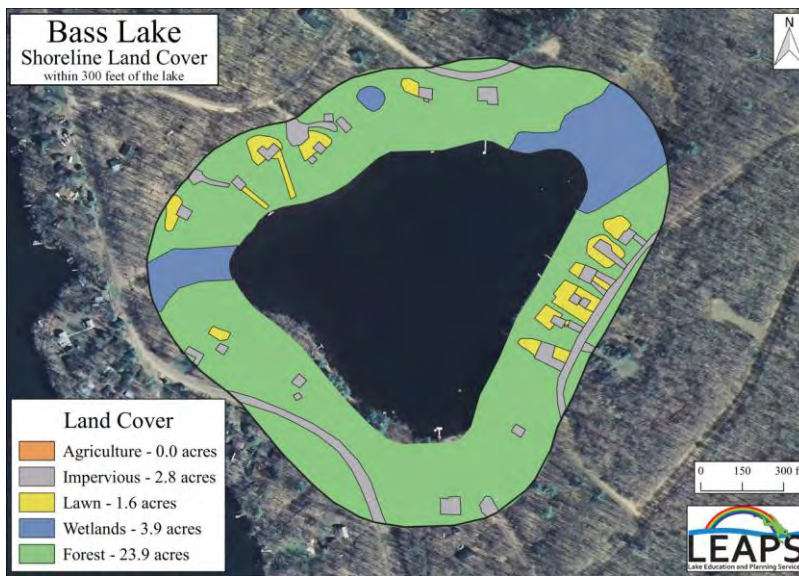 Bass Lake
Shoreline Land Cover
within 300 feet of the lake
N
Land Cover
Agriculture - 0.0 acres
Impervious - 2.8 acres
Lawn - 1.6 acres
Wetlands - 3.9 acres
Forest - 23.9 acres
0 150 300 f
LEAPS
Lake Education and Planning Service